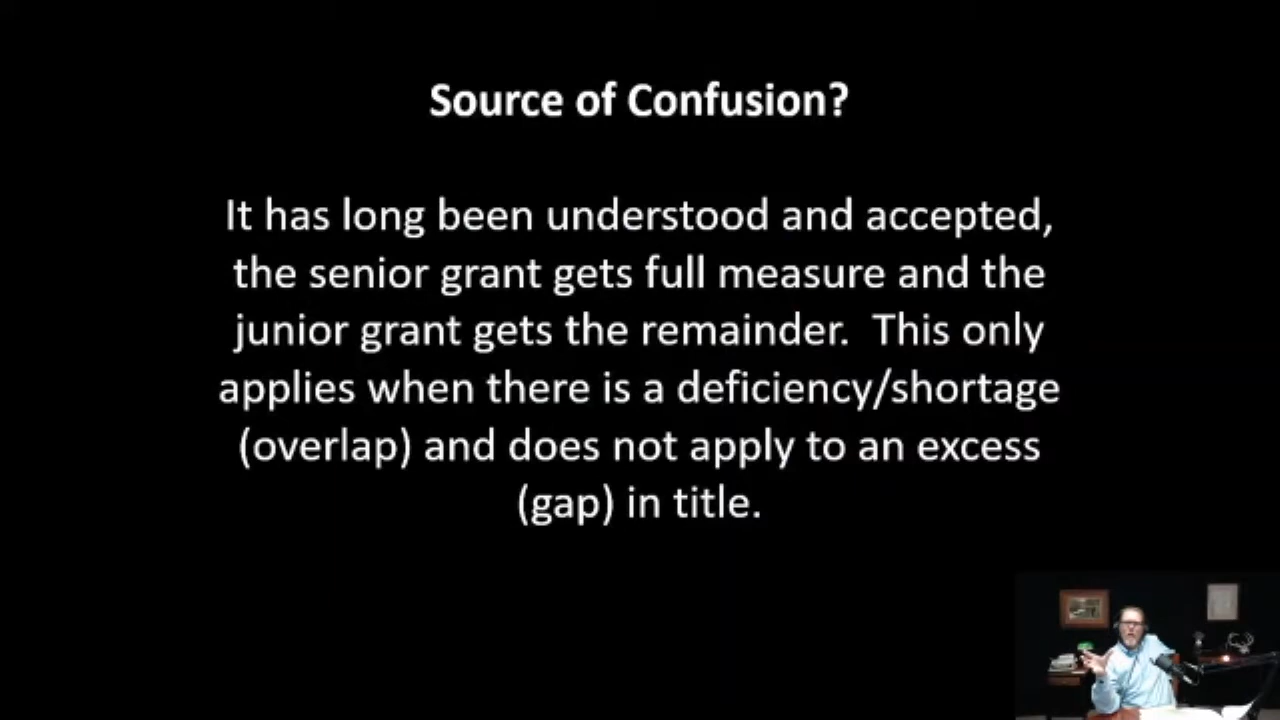 Source of Confusion?
It has long been understood and accepted,
the senior grant gets full measure and the
junior grant gets the remainder.  This only
applies when there is a deficiency/shortage
(overlap) and does not apply to an excess
(gap) in title.